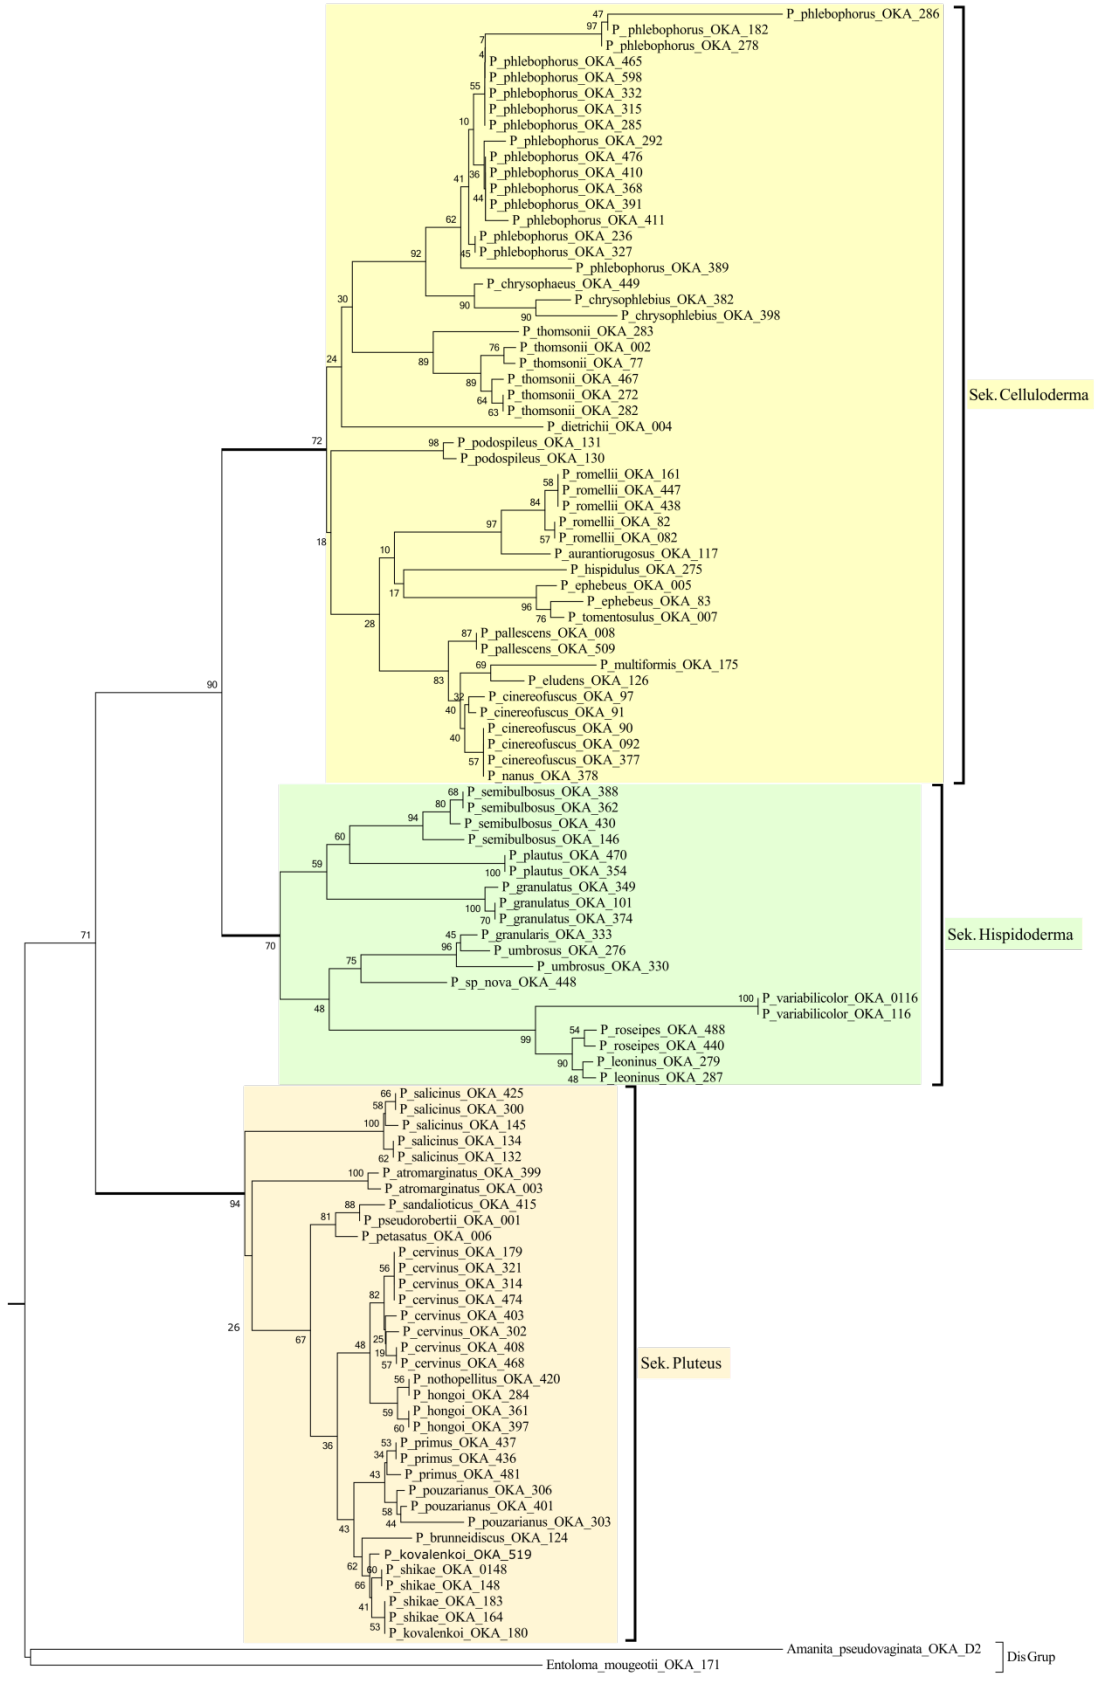 P_phlebophorus_OKA_286
P_phlebophorus_OKA_182
P_phlebophorus_OKA_278
P_phlebophorus_OKA_465
P_phlebophorus_OKA_598
P_phlebophorus_OKA_332
P_phlebophorus_OKA_315
P_phlebophorus_OKA_285
P_phlebophorus_OKA_292
P_phlebophorus_OKA_476
P_phlebophorus_OKA_410
P_phlebophorus_OKA_368
P_phlebophorus_OKA_391
P_phlebophorus_OKA_411
P_phlebophorus_OKA_236
P_phlebophorus_OKA_327
P_phlebophorus_OKA_389
P_chrysophaeus_OKA_449
P_chrysophlebius_OKA_382
P_chrysophlebius_OKA_398
P_thomsonii_OKA_283
P_thomsonii_OKA_002
P_thomsonii_OKA_77
P_thomsonii_OKA_467
P_thomsonii_OKA_272
P_thomsonii_OKA_282
P_dietrichii_OKA_004
P_podospileus_OKA_131
P_podospileus_OKA_130
P_romellii_OKA_161
P_romellii_OKA_447
P_romellii_OKA_438
P_romellii_OKA_82
P_romellii_OKA_082
P_aurantiorugosus_OKA_117
P_hispidulus_OKA_275
P_ephebeus_OKA_005
P_ephebeus_OKA_83
P_tomentosulus_OKA_007
P_pallescens_OKA_008
P_pallescens_OKA_509
P_multiformis_OKA_175
P_eludens_OKA_126
P_cinereofuscus_OKA_97
P_cinereofuscus_OKA_91
P_cinereofuscus_OKA_90
P_cinereofuscus_OKA_092
P_cinereofuscus_OKA_377
P_nanus_OKA_378
P_semibulbosus_OKA_388
P_semibulbosus_OKA_362
P_semibulbosus_OKA_430
P_semibulbosus_OKA_146
P_plautus_OKA_470
P_plautus_OKA_354
P_granulatus_OKA_349
P_granulatus_OKA_101
P_granulatus_OKA_374
P_granularis_OKA_333
P_umbrosus_OKA_276
P_umbrosus_OKA_330
P_sp_nova_OKA_448
P_variabilicolor_OKA_0116
P_variabilicolor_OKA_116
P_roseipes_OKA_488
P_roseipes_OKA_440
P_leoninus_OKA_279
P_leoninus_OKA_287
P_salicinus_OKA_425
P_salicinus_OKA_300
P_salicinus_OKA_145
P_salicinus_OKA_134
P_salicinus_OKA_132
P_atromarginatus_OKA_399
P_atromarginatus_OKA_003
P_sandalioticus_OKA_415
P_pseudorobertii_OKA_001
P_petasatus_OKA_006
P_cervinus_OKA_179
P_cervinus_OKA_321
P_cervinus_OKA_314
P_cervinus_OKA_474
P_cervinus_OKA_403
P_cervinus_OKA_302
P_cervinus_OKA_408
P_cervinus_OKA_468
P_nothopellitus_OKA_420
P_hongoi_OKA_284
P_hongoi_OKA_361
P_hongoi_OKA_397
P_primus_OKA_437
P_primus_OKA_436
P_primus_OKA_481
P_pouzarianus_OKA_306
P_pouzarianus_OKA_401
P_pouzarianus_OKA_303
P_brunneidiscus_OKA_124
P_kovalenkoi_OKA_519
P_shikae_OKA_0148
P_shikae_OKA_148
P_shikae_OKA_183
P_shikae_OKA_164
P_kovalenkoi_OKA_180
Amanita_pseudovaginata_OKA_D2
Entoloma_mougeotii_OKA_171
Sek. Celluloderma
Sek. Hispidoderma
Sek. Pluteus
Dis Grup
47
97
7
4
55
10
36
44
41
62
45
92
90
90
30
76
89
89
64
63
24
72
98
18
58
84
97
57
10
17
96
76
28
87
83
69
32
40
40
57
90
68
80
94
60
59
100
100
70
45
96
75
70
48
100
99
54
90
48
71
66
58
100
62
100
94
88
81
26
67
56
82
25
19
57
48
56
59
60
36
53
34
43
58
44
43
62
60
66
41
53